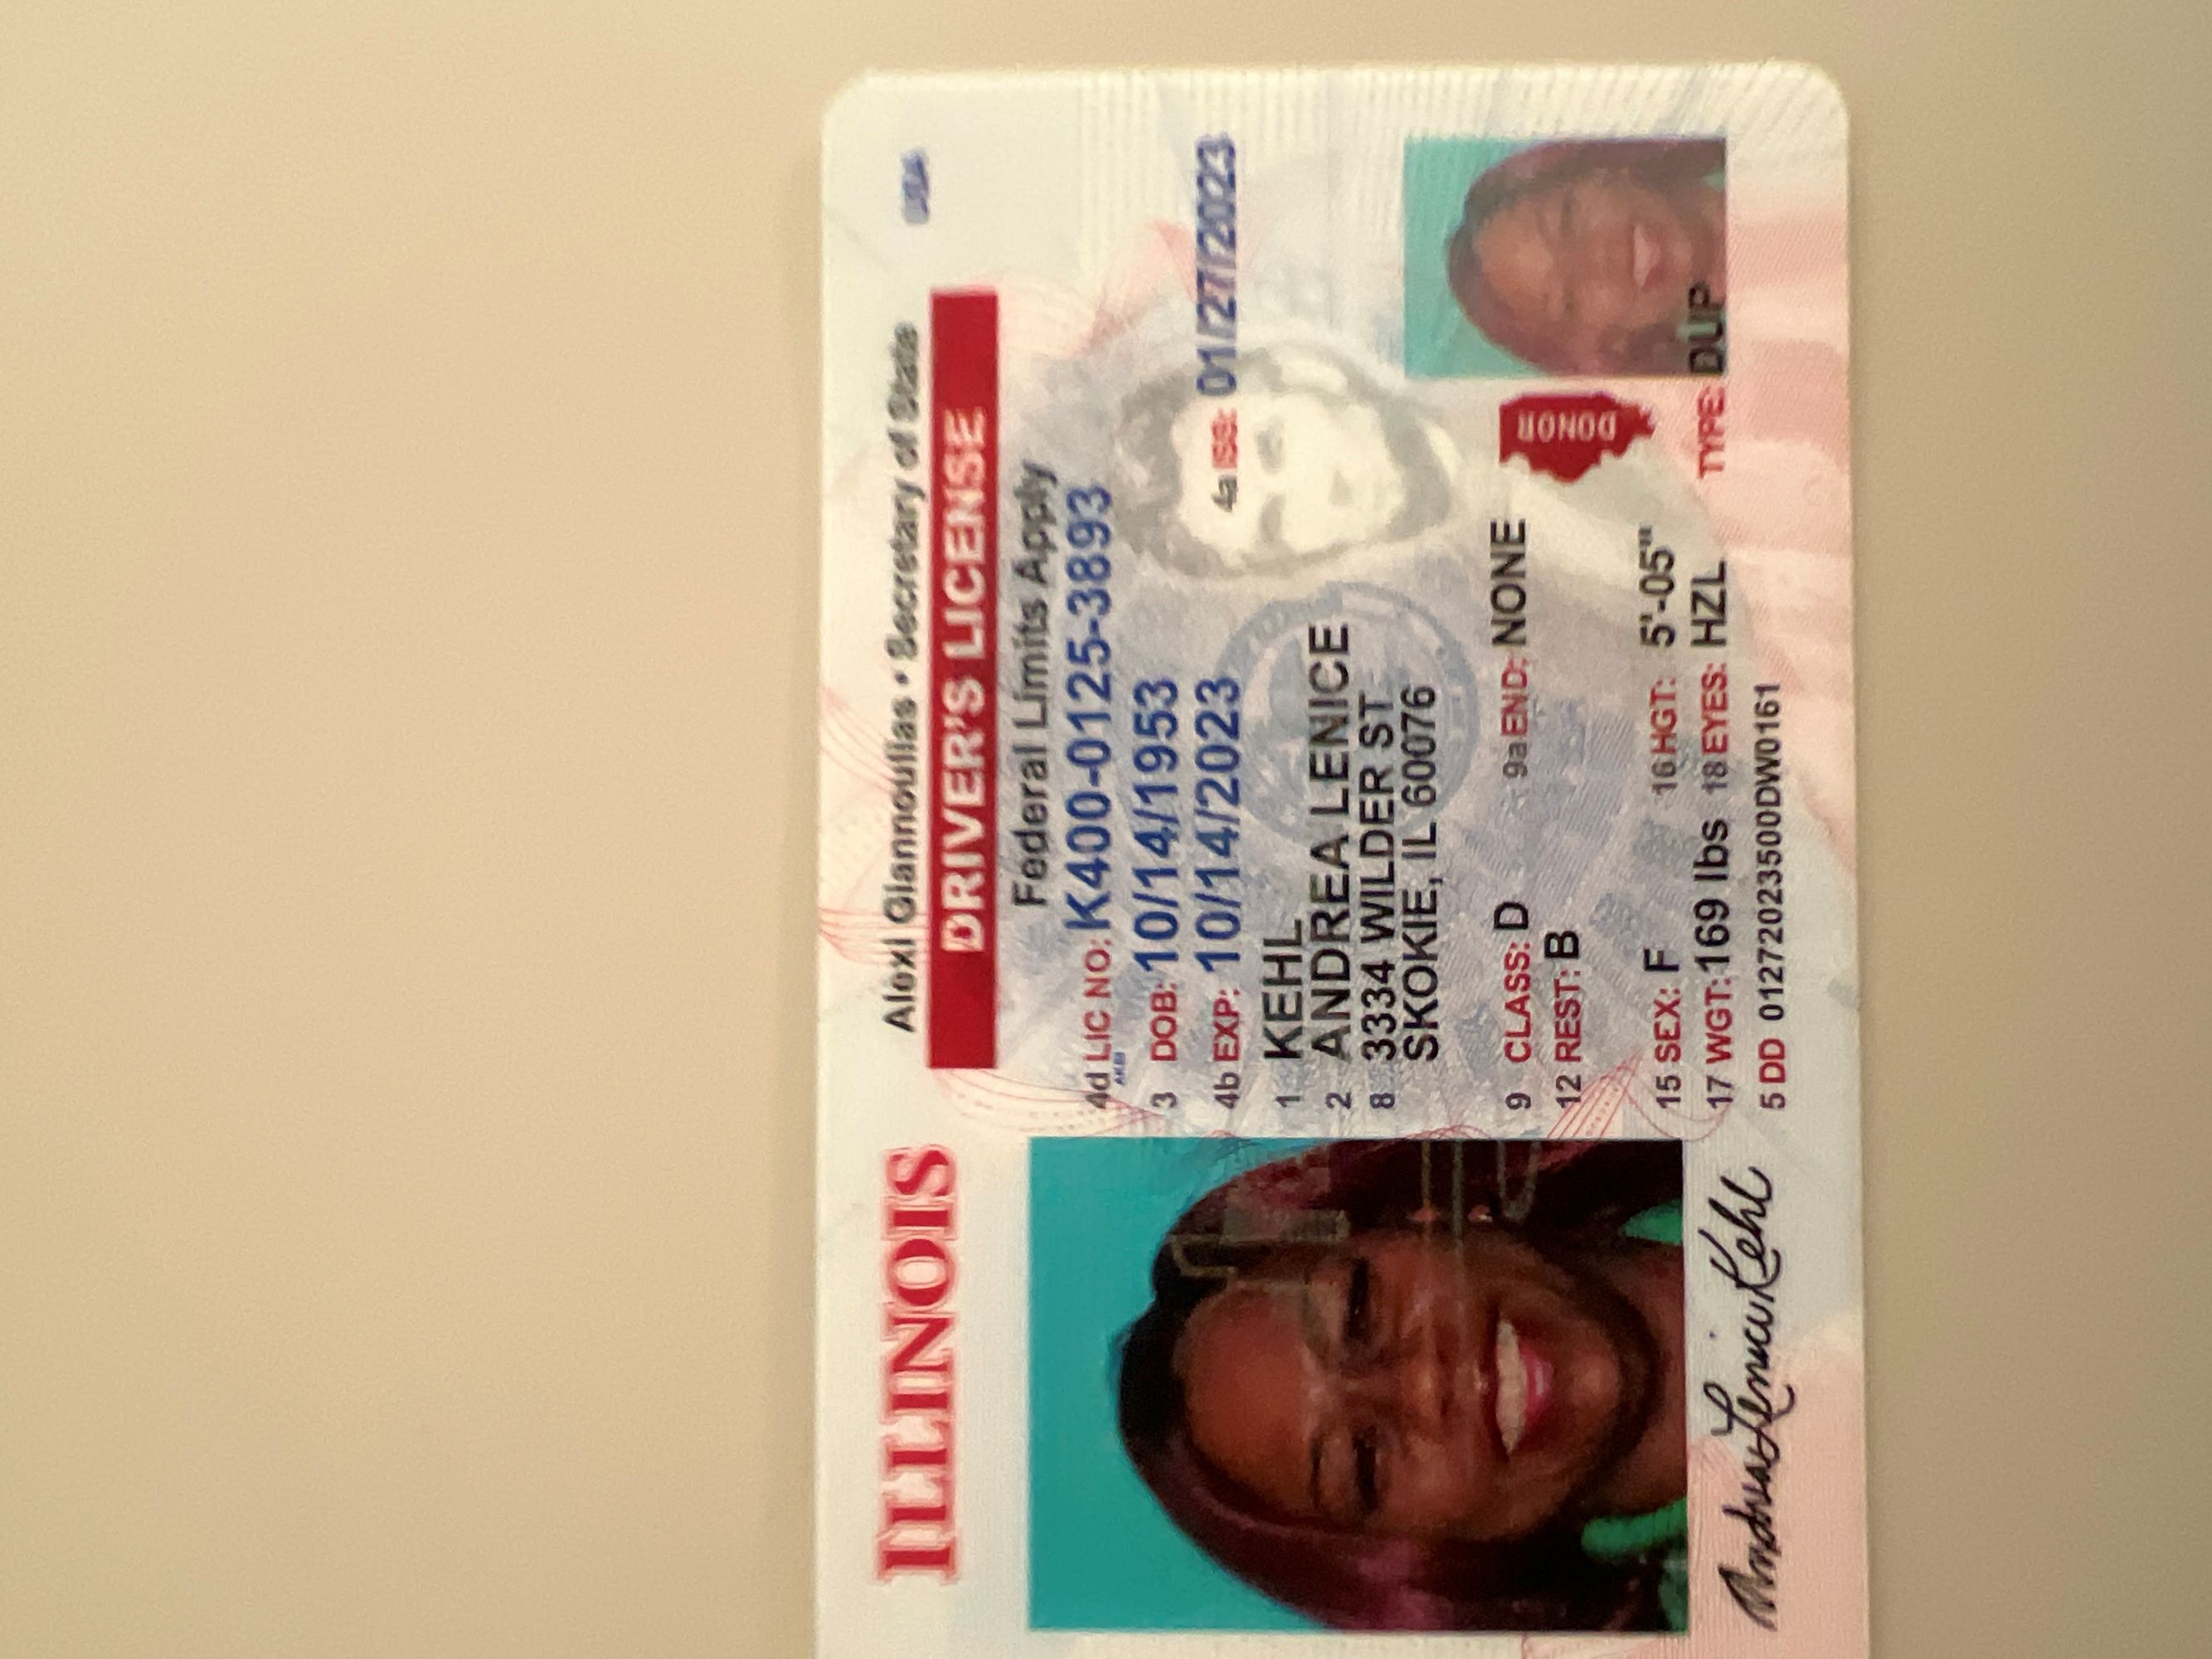 ILLINOIS
Alexi Giannoulias • Secretary of State
USA
DRIVER'S LICENSE
Federal Limits Apply
4d LIC NO: K400-0125-3893
3 DOB: 10/14/1953
4b EXP: 10/14/2023 4a ISS: 01/27/2023
1 KEHL
2 ANDREA LENICE
8 3334 WILDER ST
SKOKIE, IL 60076
9 CLASS: D 9a END: NONE
12 REST: B
DONOR
15 SEX: F 16 HGT: 5'-05"
17 WGT: 169 lbs 18 EYES: HZL TYPE: DUP
5 DD 01272023500DW0161
Andrea Lenice Kehl